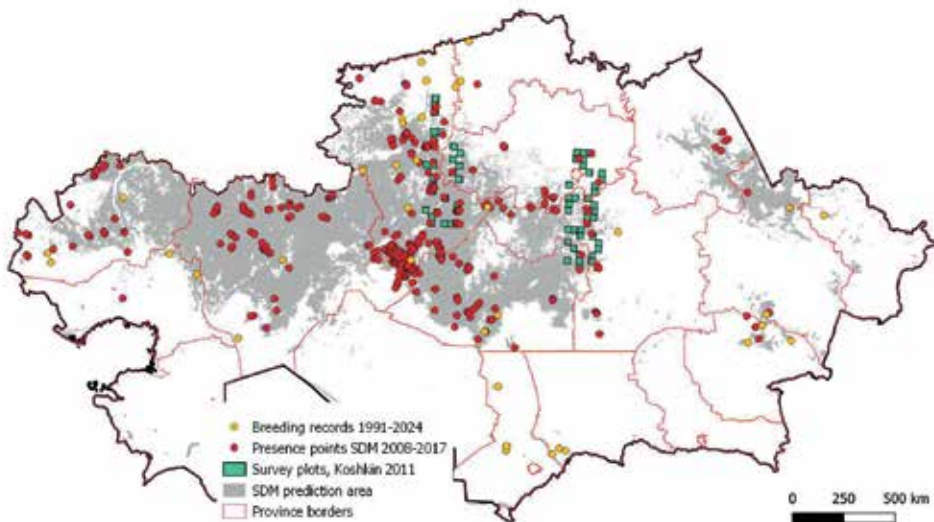 Breeding records 1991-2024
Presence points SDM 2008-2017
Survey plots, Koshkin 2011
SDM prediction area
Province borders
0 250 500 km